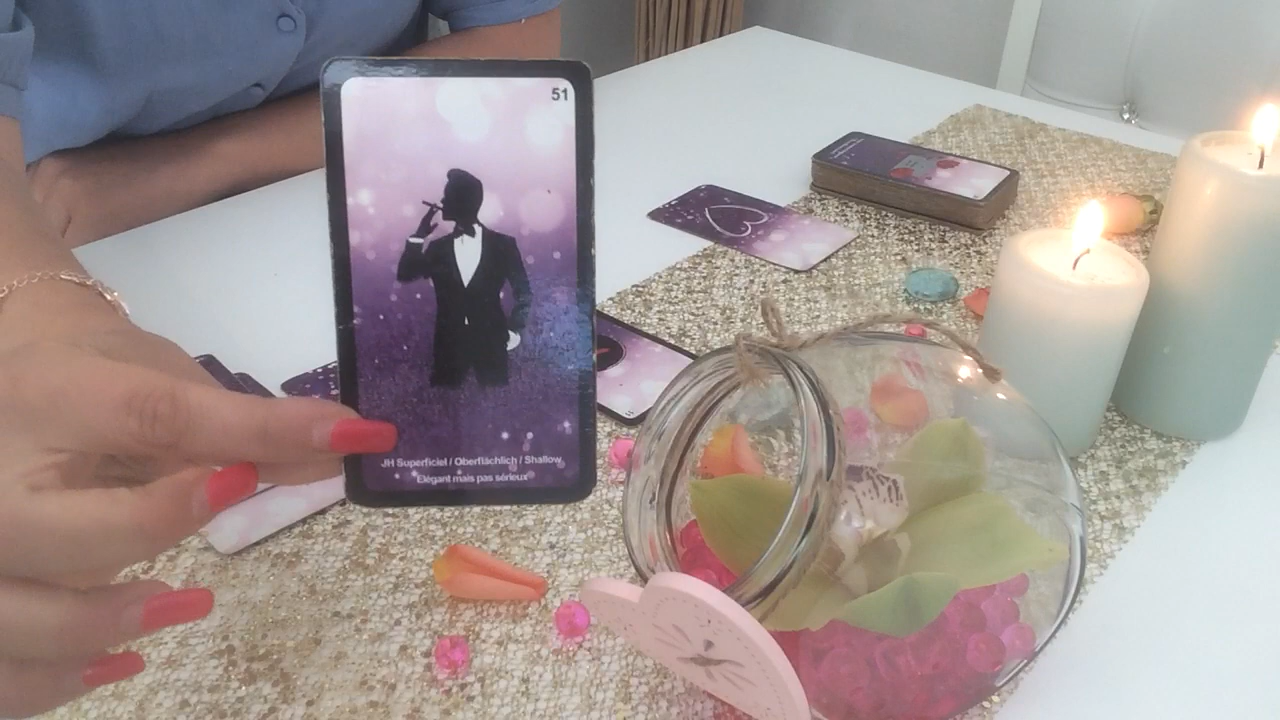 51
JH Superficiel / Oberflächlich / Shallow
Elégant mais pas sérieux